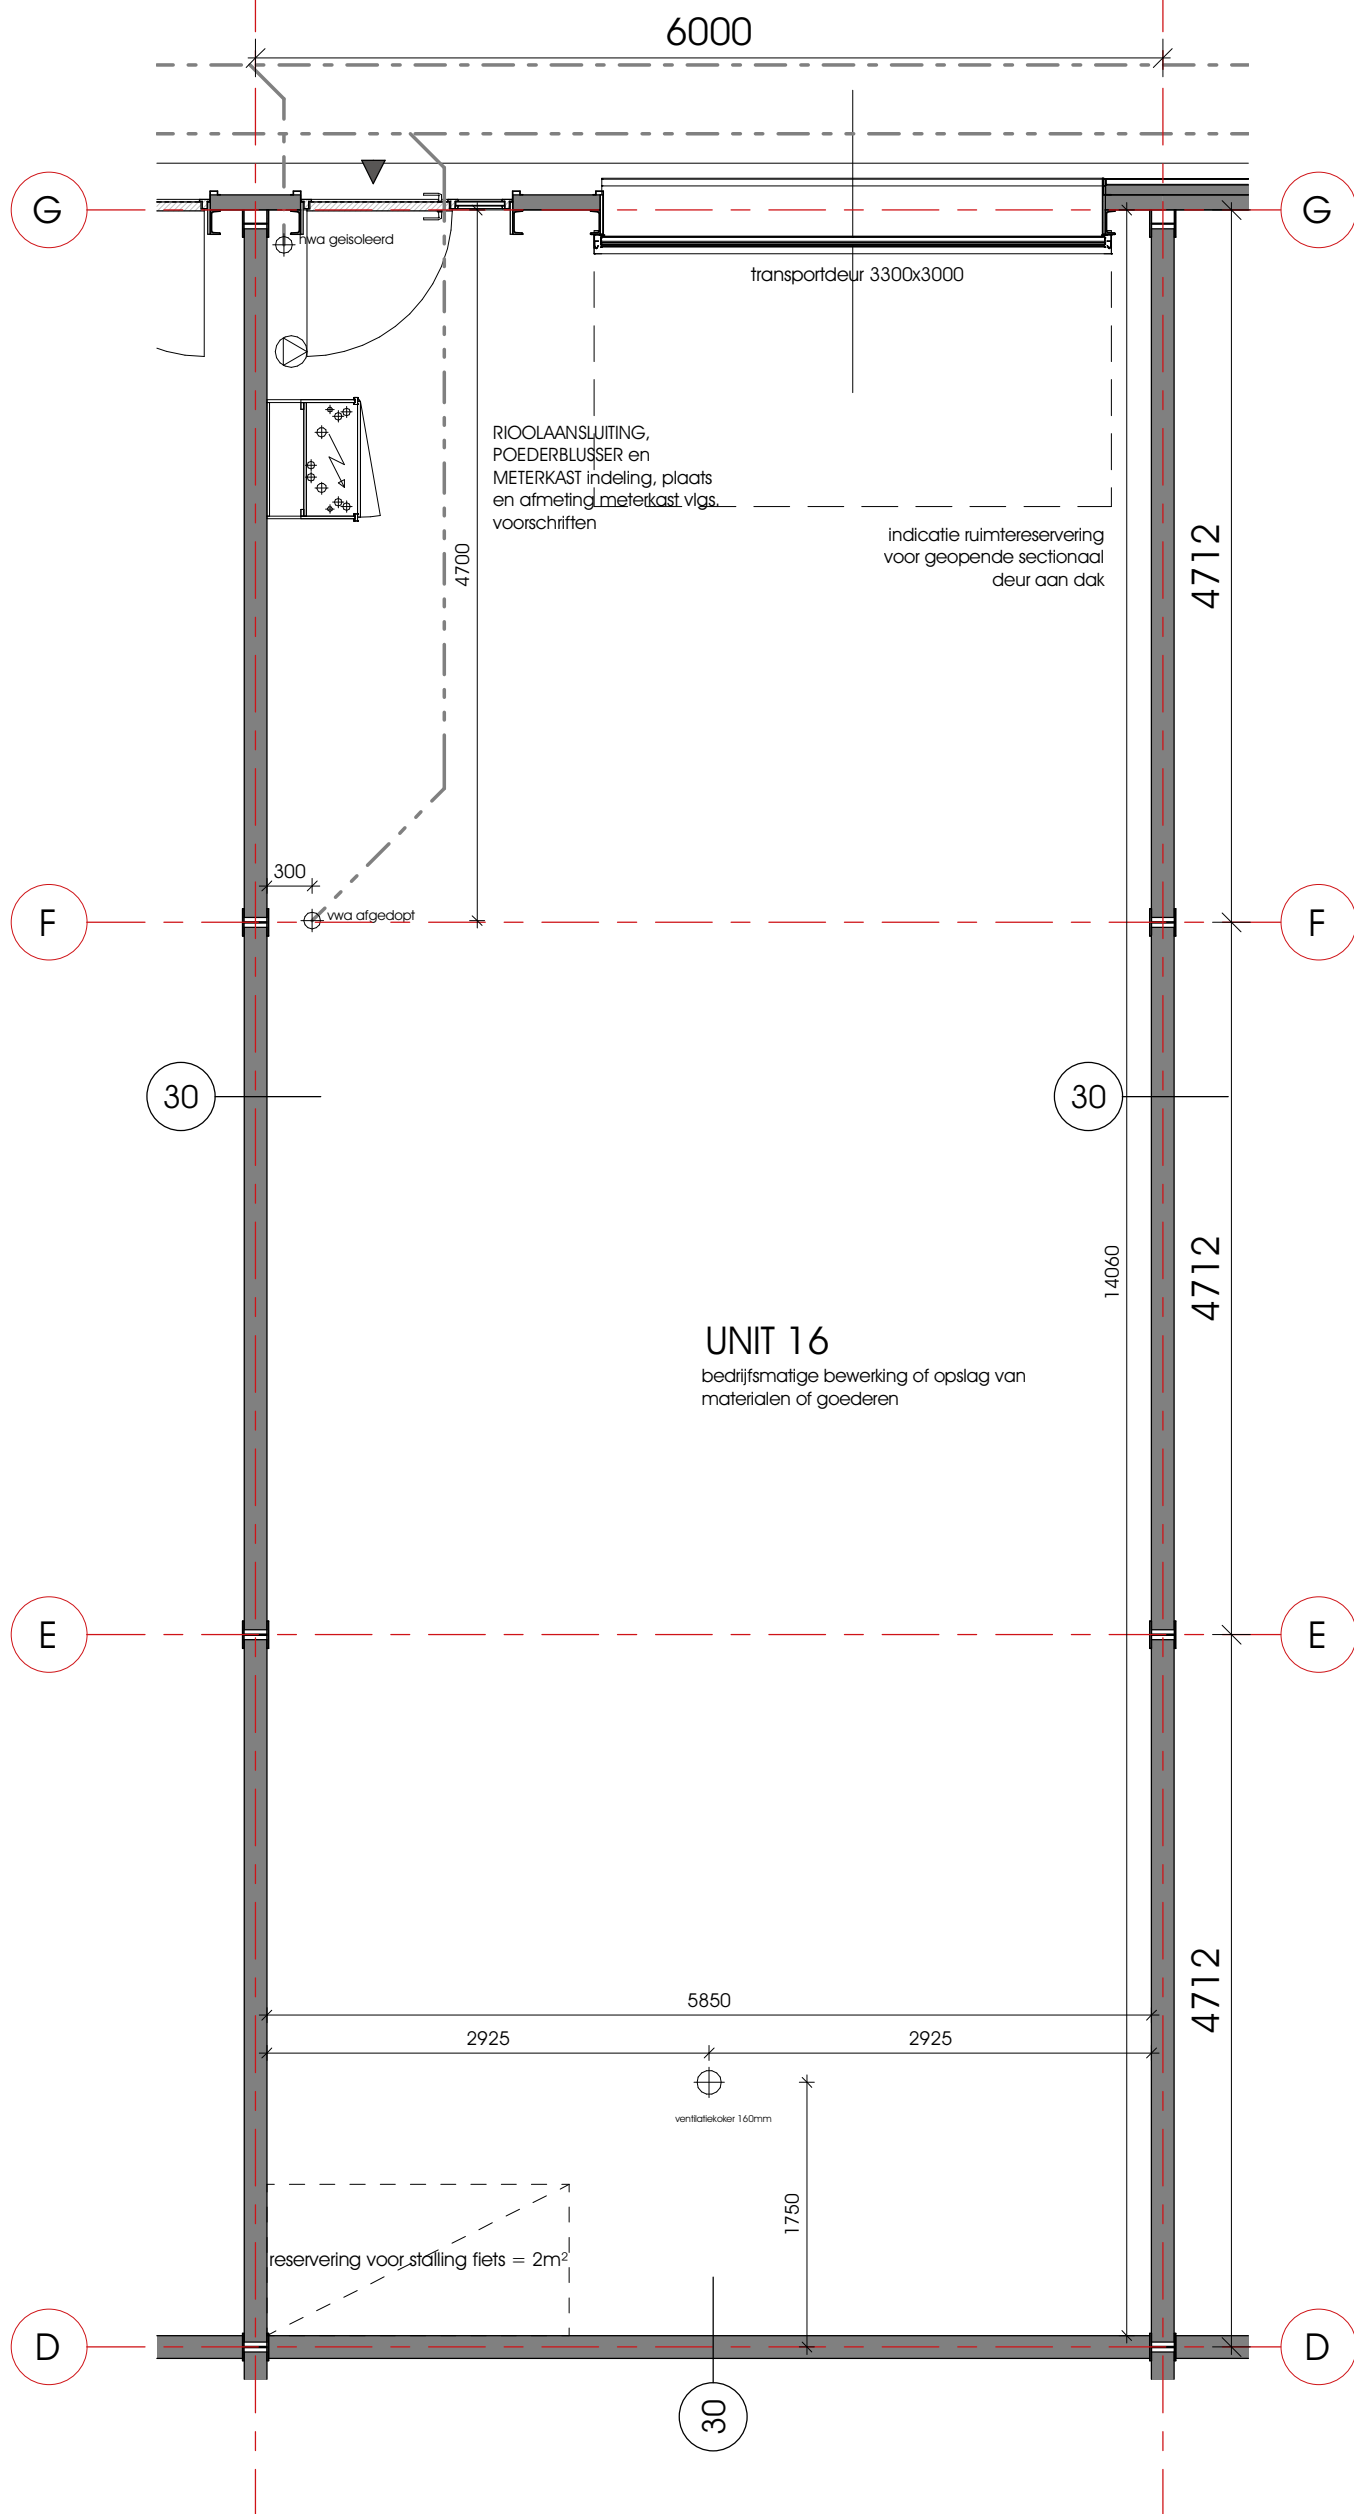 6000
G
G
hwa geisoleerd
transportdeur 3300x3000
RIOOLAANSLUITING,
POEDERBLUSSER en
METERKAST indeling, plaats
en afmeting meterkast vlgs.
voorschriften
indicatie ruimtereservering
voor geopende sectionaal
deur aan dak
4700
4712
300
F
vwa afgedopt
F
30
30
14060
4712
UNIT 16
bedrijfsmatige bewerking of opslag van
materialen of goederen
E
E
4712
5850
2925
2925
ventilatiekoker 160mm
1750
reservering voor stalling fiets = 2m²
D
D
30